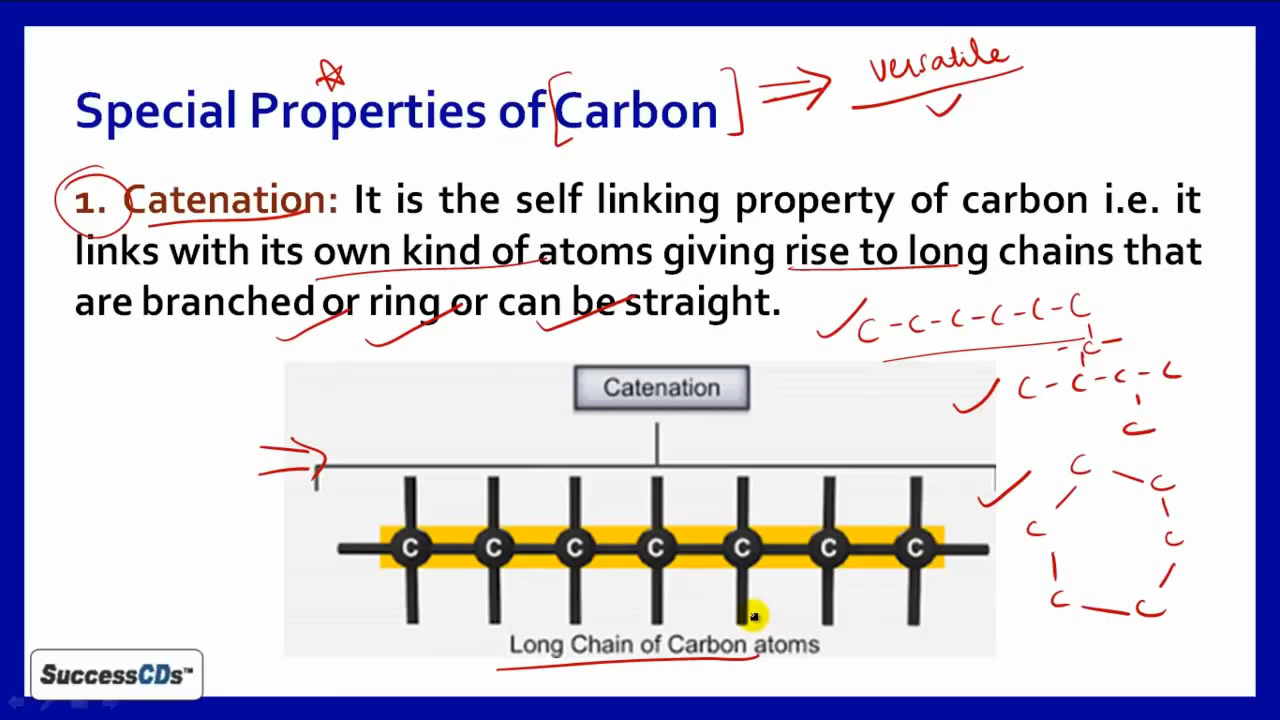 versatile
Special Properties of [Carbon]
1. Catenation: It is the self linking property of carbon i.e. it
links with its own kind of atoms giving rise to long chains that
are branched or ring or can be straight.
C - C - C - C - C - C
C
C - C - C - C
C
Catenation
C C
C C
C C
C C C C C C C
Long Chain of Carbon atoms
SuccessCDs™